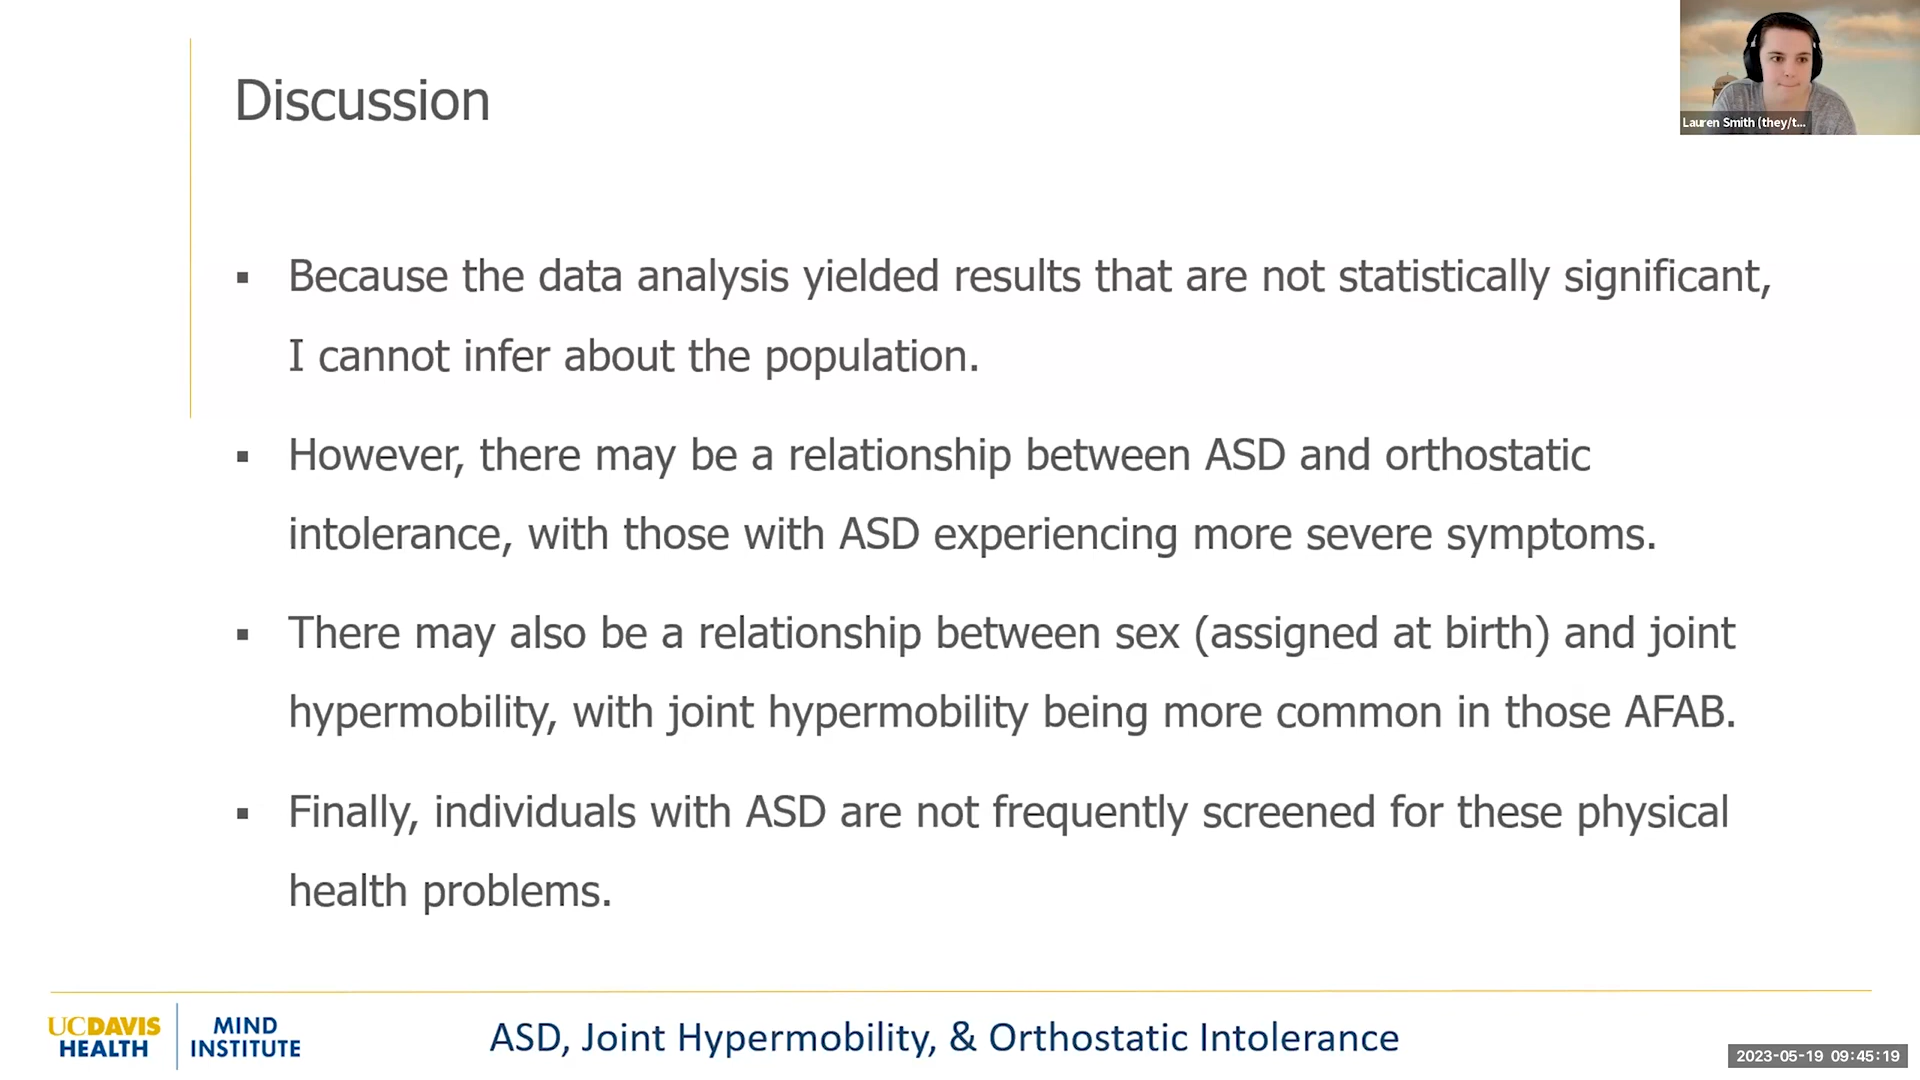 Discussion
Lauren Smith (they/t...
▪ Because the data analysis yielded results that are not statistically significant,
I cannot infer about the population.
▪ However, there may be a relationship between ASD and orthostatic
intolerance, with those with ASD experiencing more severe symptoms.
▪ There may also be a relationship between sex (assigned at birth) and joint
hypermobility, with joint hypermobility being more common in those AFAB.
▪ Finally, individuals with ASD are not frequently screened for these physical
health problems.
UCDAVIS
HEALTH
MIND
INSTITUTE
ASD, Joint Hypermobility, & Orthostatic Intolerance
2023-05-19 09:45:19